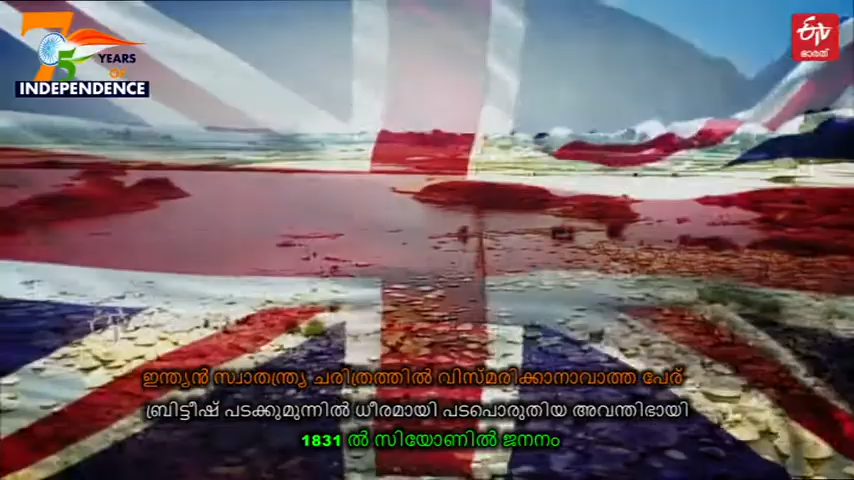 75 YEARS
OF
INDEPENDENCE
etv
ഭാരത്
ഇന്ത്യൻ സ്വാതന്ത്ര്യ ചരിത്രത്തിൽ വിസ്മരിക്കാനാവാത്ത പേര്
ബ്രിട്ടീഷ് പടക്കുമുന്നിൽ ധീരമായി പടപൊരുതിയ അവന്തിഭായി
1831 ൽ സിയോണിൽ ജനനം